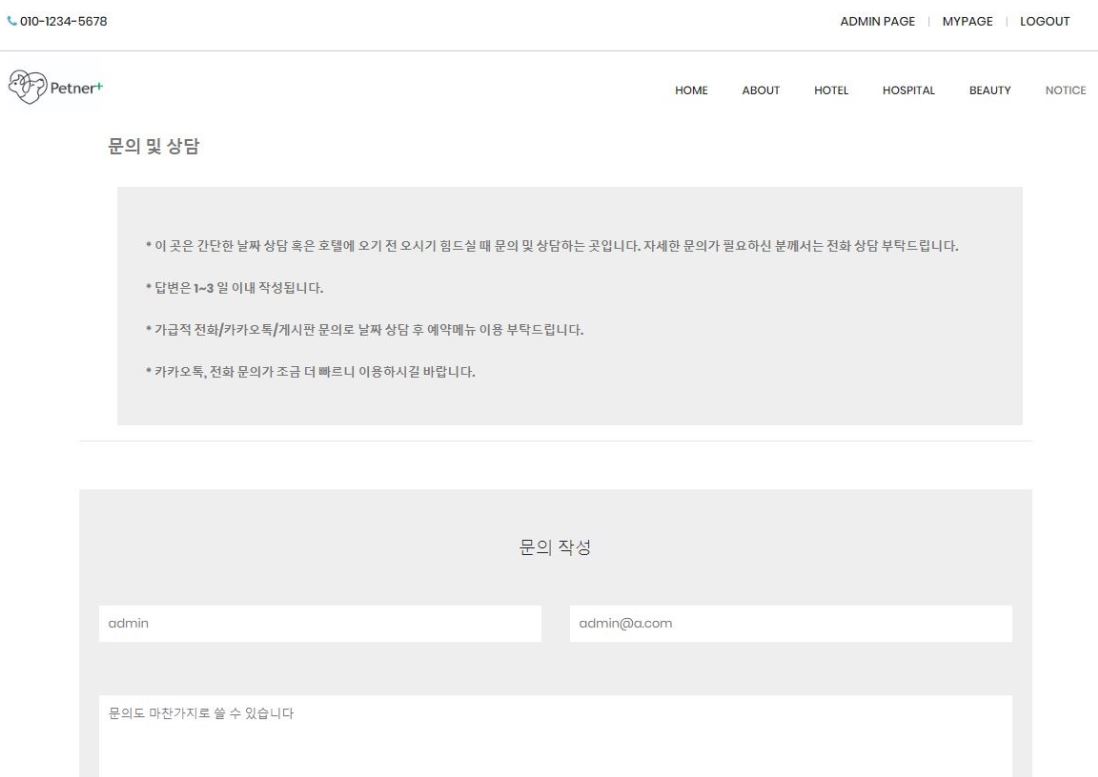 010-1234-5678
ADMIN PAGE | MYPAGE | LOGOUT
Petner+
HOME ABOUT HOTEL HOSPITAL BEAUTY NOTICE
문의 및 상담
* 이 곳은 간단한 날짜 상담 혹은 호텔에 오기 전 오시기 힘드실 때 문의 및 상담하는 곳입니다. 자세한 문의가 필요하신 분께서는 전화 상담 부탁드립니다.
* 답변은 1~3 일 이내 작성됩니다.
* 가급적 전화/카카오톡/게시판 문의로 날짜 상담 후 예약메뉴 이용 부탁드립니다.
* 카카오톡, 전화 문의가 조금 더 빠르니 이용하시길 바랍니다.
문의 작성
admin admin@a.com
문의도 마찬가지로 쓸 수 있습니다